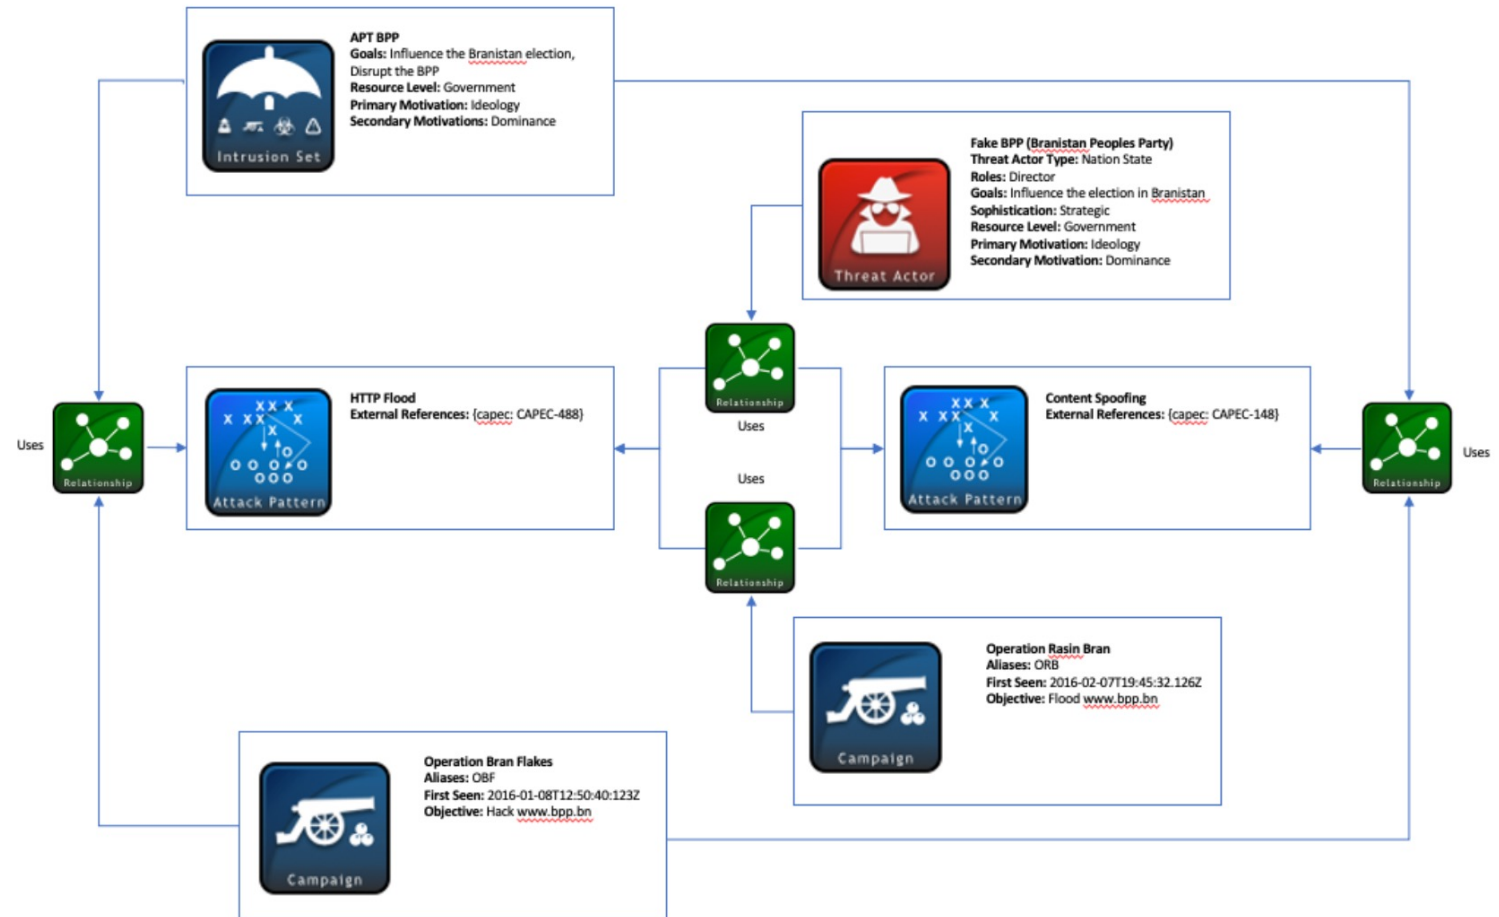 APT BPP
Goals: Influence the Branistan election,
Disrupt the BPP
Resource Level: Government
Primary Motivation: Ideology
Secondary Motivations: Dominance
Intrusion Set
Fake BPP (Branistan Peoples Party)
Threat Actor Type: Nation State
Roles: Director
Goals: Influence the election in Branistan
Sophistication: Strategic
Resource Level: Government
Primary Motivation: Ideology
Secondary Motivation: Dominance
Threat Actor
Uses
Relationship
HTTP Flood
External References: {capec: CAPEC-488}
X X X
X X X X
X
O
O O O O
O O O
Attack Pattern
Relationship
Uses
Uses
Relationship
Content Spoofing
External References: {capec: CAPEC-148}
X X X
X X X X
X
O
O O O O
O O O
Attack Pattern
Relationship
Uses
Operation Rasin Bran
Aliases: ORB
First Seen: 2016-02-07T19:45:32.126Z
Objective: Flood www.bpp.bn
Campaign
Operation Bran Flakes
Aliases: OBF
First Seen: 2016-01-08T12:50:40:123Z
Objective: Hack www.bpp.bn
Campaign